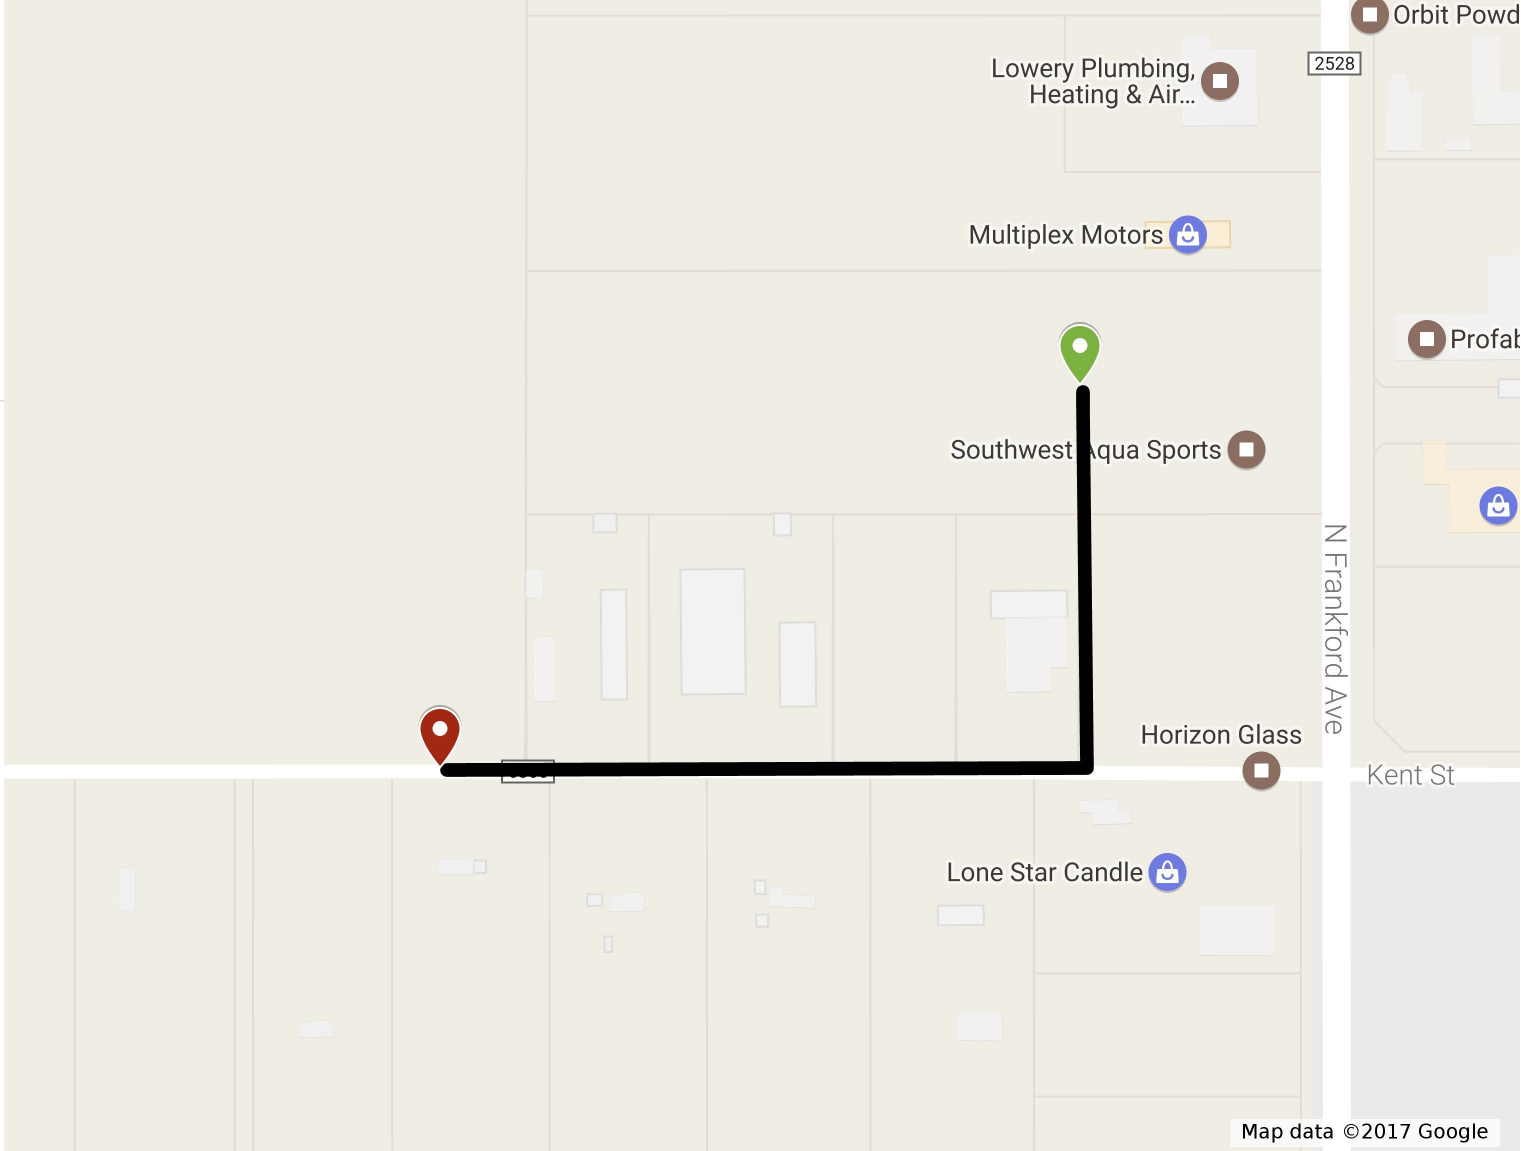 Orbit Powd
2528
Lowery Plumbing,
Heating & Air...
Multiplex Motors
Profab
Southwest Aqua Sports
N Frankford Ave
Horizon Glass
Kent St
Lone Star Candle
Map data ©2017 Google